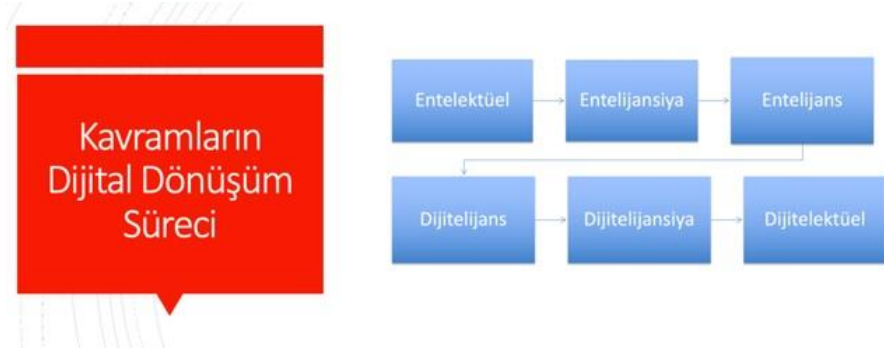 Kavramların
Dijital Dönüşüm
Süreci
Entelektüel
Entelijansiya
Entelijans
Dijitelijans
Dijitelijansiya
Dijitelektüel